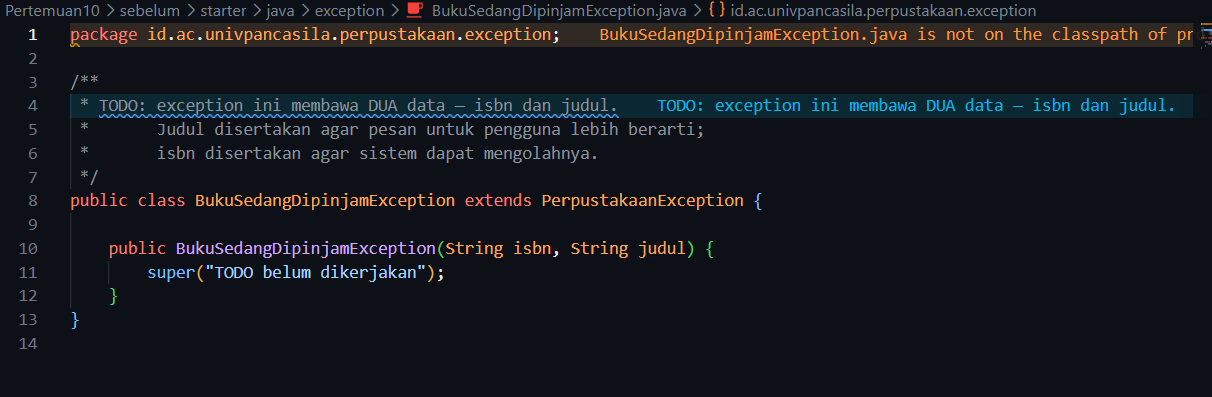 Pertemuan10 > sebelum > starter > java > exception > BukuSedangDipinjamException.java > {} id.ac.univpancasila.perpustakaan.exception
1 package id.ac.univpancasila.perpustakaan.exception; BukuSedangDipinjamException.java is not on the classpath of pr
2
3 /**
4 * TODO: exception ini membawa DUA data — isbn dan judul. TODO: exception ini membawa DUA data — isbn dan judul.
5 * Judul disertakan agar pesan untuk pengguna lebih berarti;
6 * isbn disertakan agar sistem dapat mengolahnya.
7 */
8 public class BukuSedangDipinjamException extends PerpustakaanException {
9
10 public BukuSedangDipinjamException(String isbn, String judul) {
11 super("TODO belum dikerjakan");
12 }
13 }
14